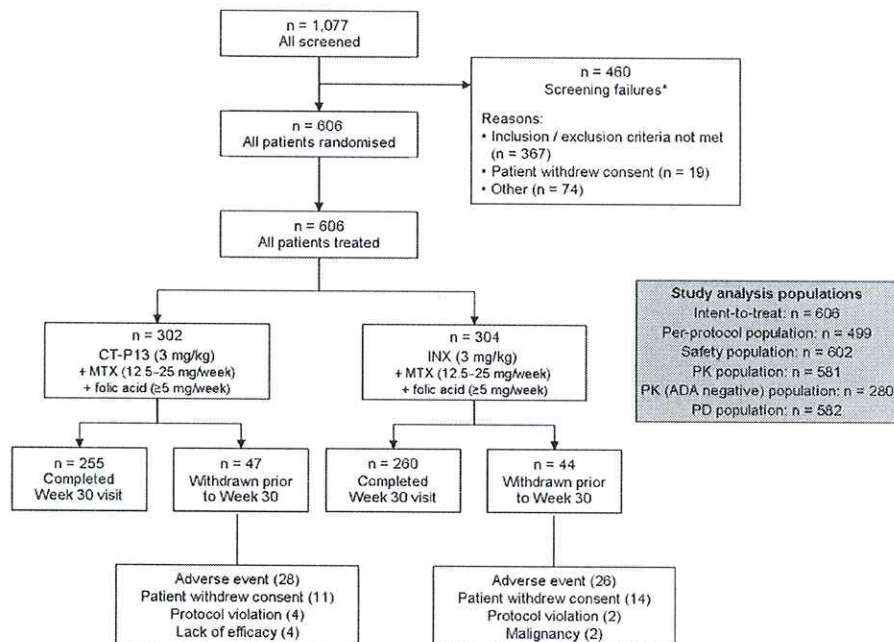 n = 1,077
All screened
n = 460
Screening failures*
Reasons:
• Inclusion / exclusion criteria not met
(n = 367)
• Patient withdrew consent (n = 19)
• Other (n = 74)
n = 606
All patients randomised
n = 606
All patients treated
Study analysis populations
Intent-to-treat: n = 606
Per-protocol population: n = 499
Safety population: n = 602
PK population: n = 581
PK (ADA negative) population: n = 280
PD population: n = 582
n = 302
CT-P13 (3 mg/kg)
+ MTX (12.5–25 mg/week)
+ folic acid (≥5 mg/week)
n = 304
INX (3 mg/kg)
+ MTX (12.5–25 mg/week)
+ folic acid (≥5 mg/week)
n = 255
Completed
Week 30 visit
n = 47
Withdrawn prior
to Week 30
n = 260
Completed
Week 30 visit
n = 44
Withdrawn prior
to Week 30
Adverse event (28)
Patient withdrew consent (11)
Protocol violation (4)
Lack of efficacy (4)
Adverse event (26)
Patient withdrew consent (14)
Protocol violation (2)
Malignancy (2)